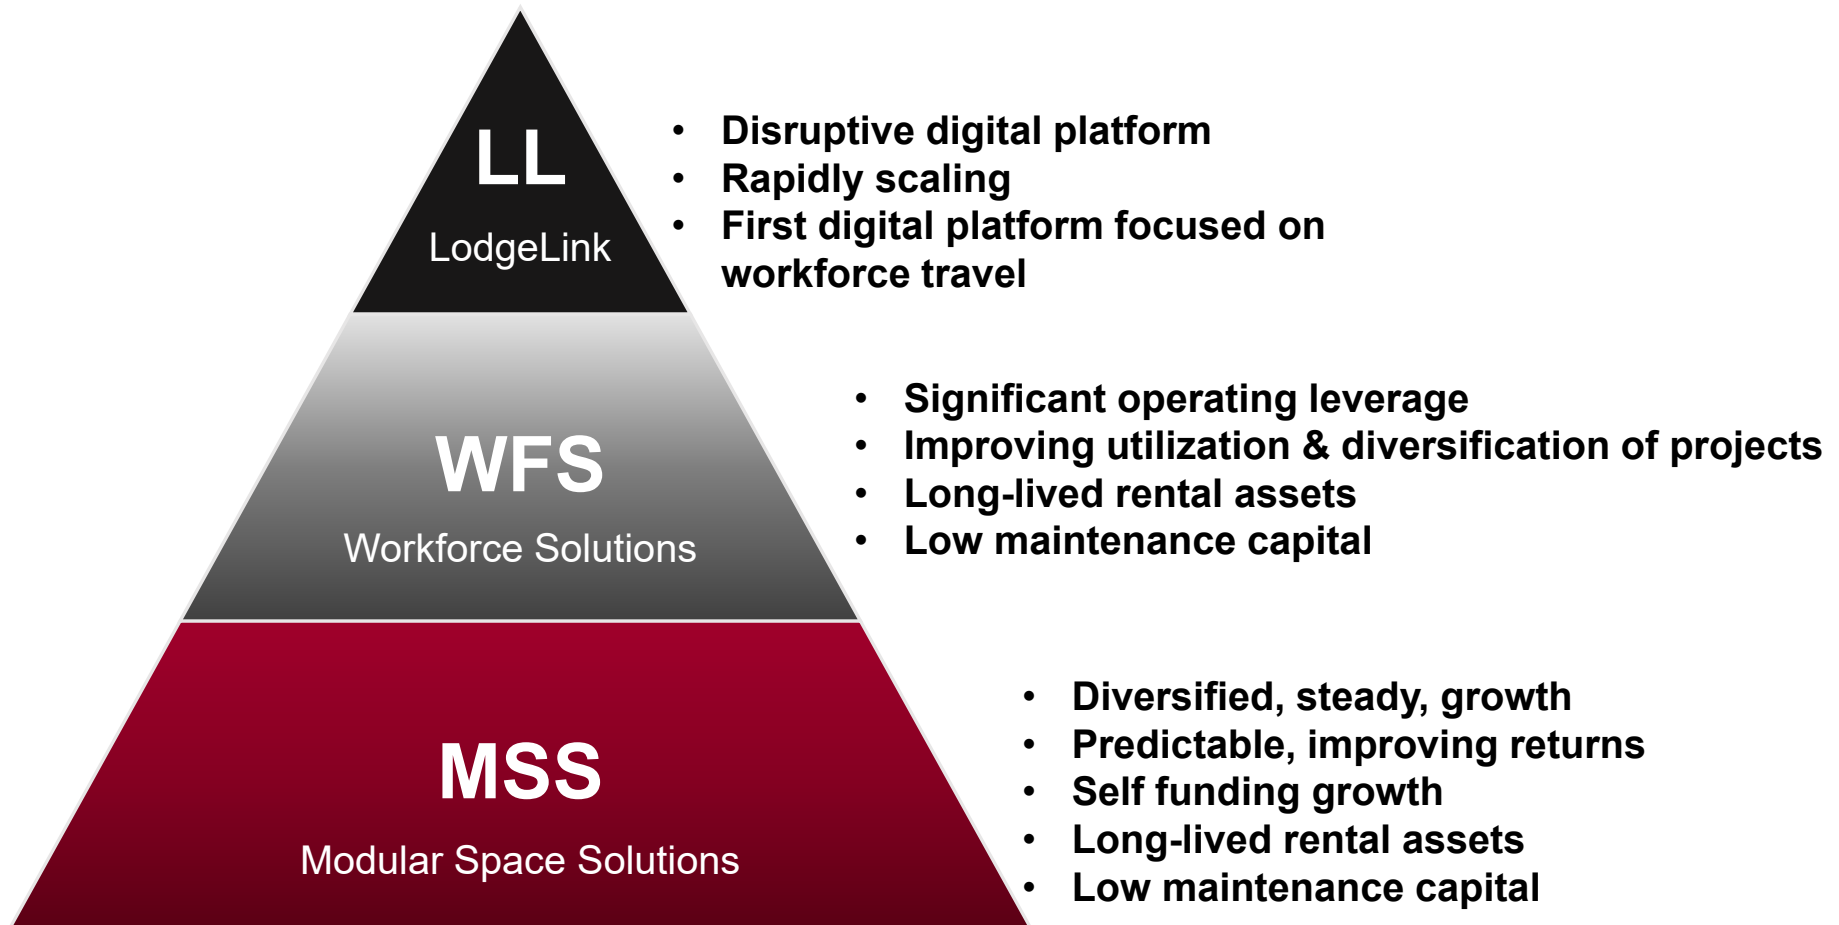 LL
LodgeLink
• Disruptive digital platform
• Rapidly scaling
• First digital platform focused on
workforce travel
WFS
Workforce Solutions
• Significant operating leverage
• Improving utilization & diversification of projects
• Long-lived rental assets
• Low maintenance capital
MSS
Modular Space Solutions
• Diversified, steady, growth
• Predictable, improving returns
• Self funding growth
• Long-lived rental assets
• Low maintenance capital